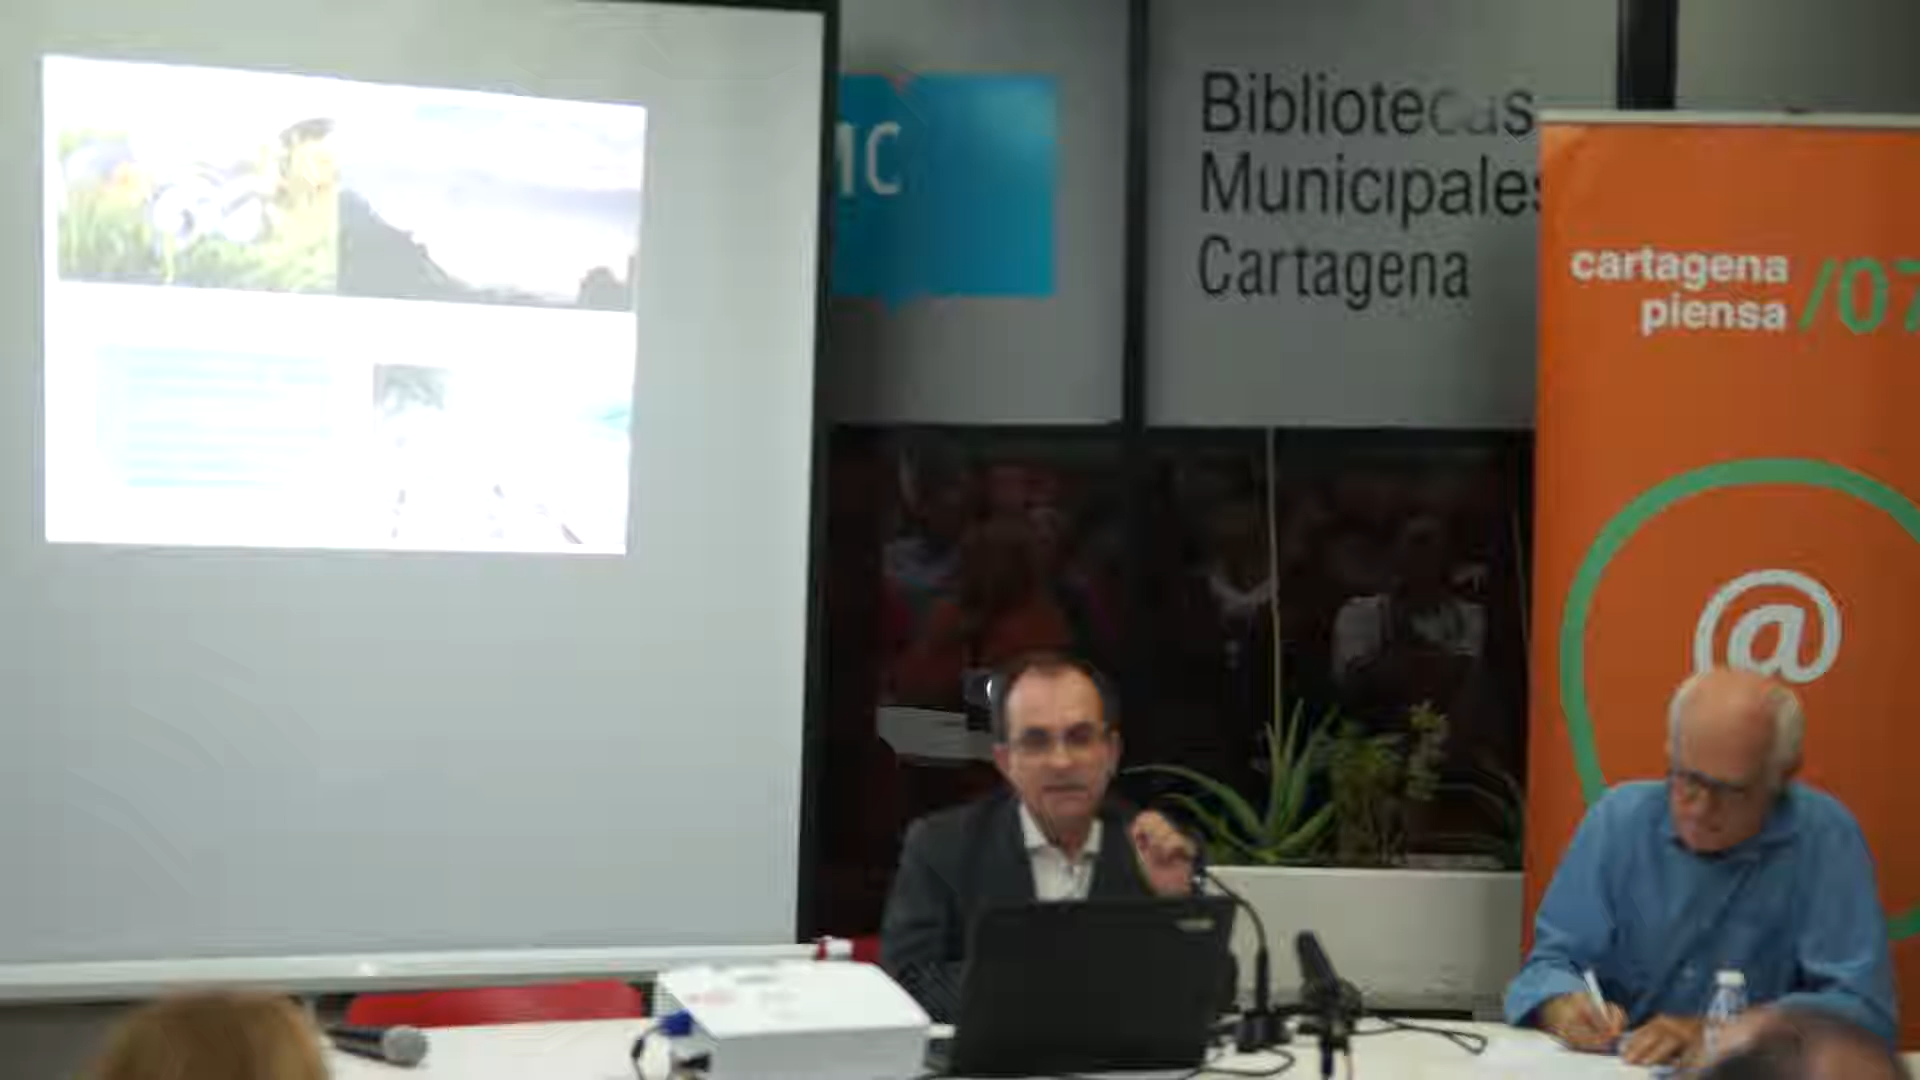 MC
Bibliotecas
Municipales
Cartagena
cartagena
piensa
/07
@